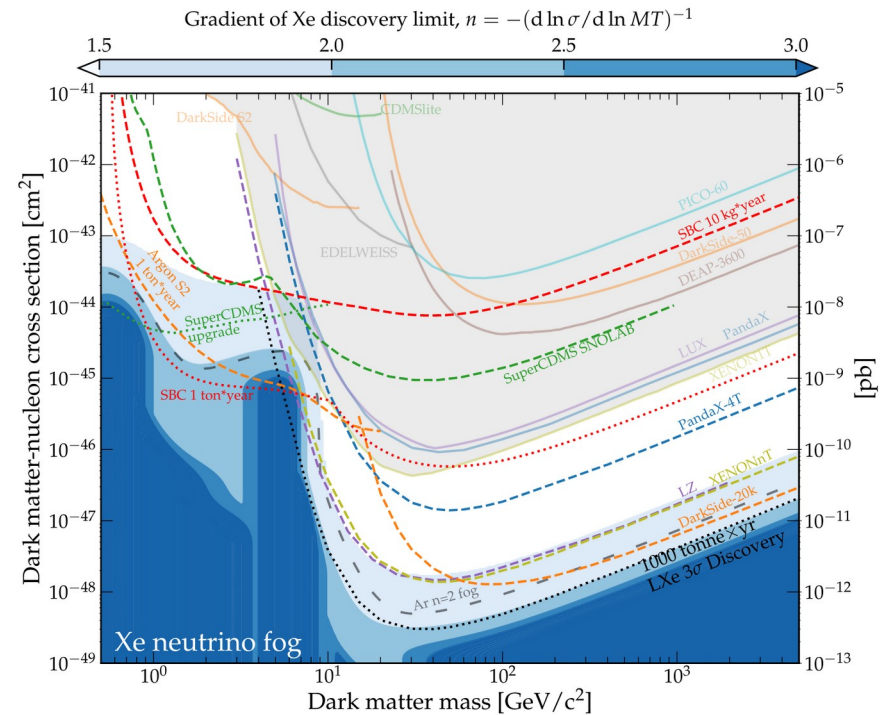 Gradient of Xe discovery limit, n = −(d ln σ/d ln MT)⁻¹
1.5 2.0 2.5 3.0
10⁻⁴¹
10⁻⁴²
10⁻⁴³
10⁻⁴⁴
10⁻⁴⁵
10⁻⁴⁶
10⁻⁴⁷
10⁻⁴⁸
10⁻⁴⁹
Dark matter-nucleon cross section [cm²]
10⁻⁵
10⁻⁶
10⁻⁷
10⁻⁸
10⁻⁹
10⁻¹⁰
10⁻¹¹
10⁻¹²
10⁻¹³
[pb]
DarkSide S2
CDMSlite
PICO-60
SBC 10 kg*year
DarkSide-50
DEAP-3600
EDELWEISS
Argon S2
1 ton*year
SuperCDMS
upgrade
SuperCDMS SNOLAB
LUX
PandaX
XENON1T
SBC 1 ton*year
PandaX-4T
LZ
XENONnT
DarkSide-20k
1000 tonne×yr
LXe 3σ Discovery
Ar n=2 fog
Xe neutrino fog
10⁰ 10¹ 10² 10³
Dark matter mass [GeV/c²]